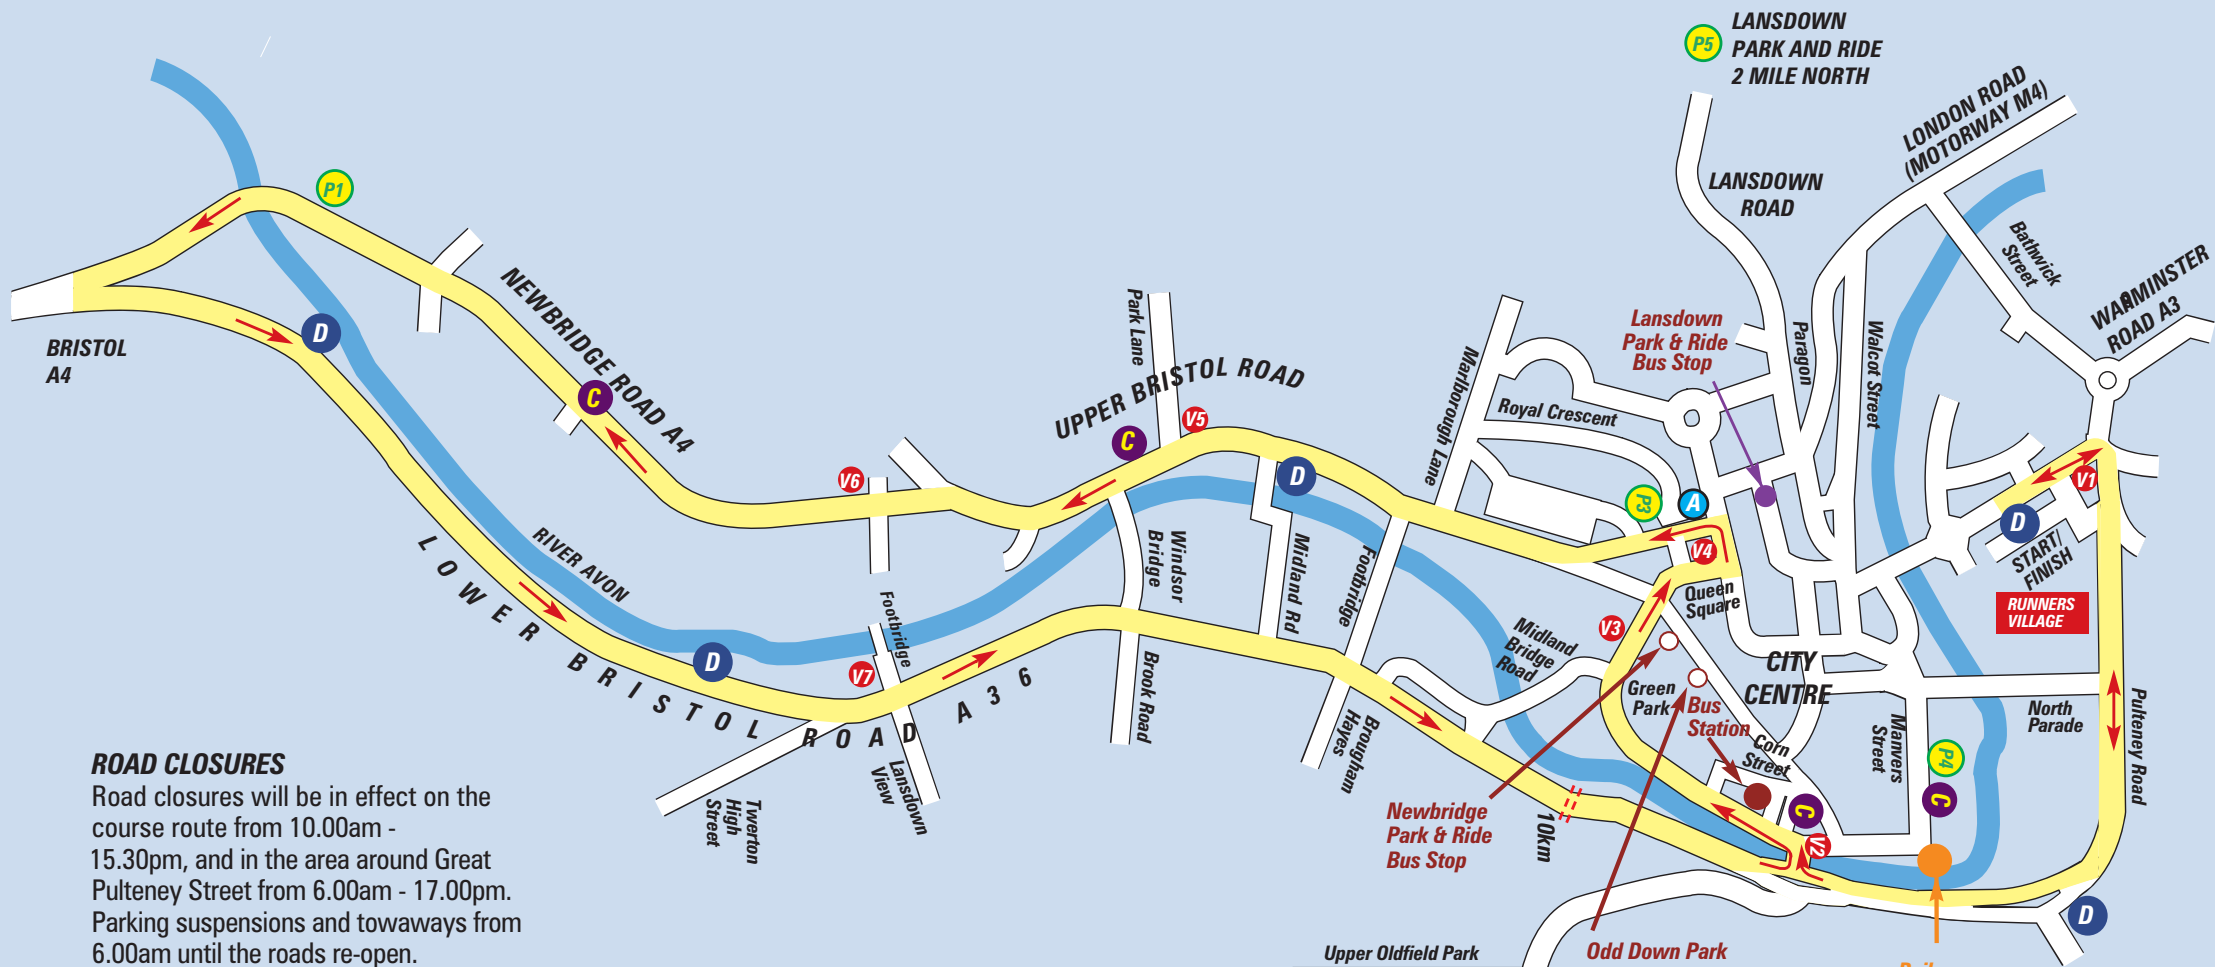 P5
LANSDOWN
PARK AND RIDE
2 MILE NORTH
LONDON ROAD
(MOTORWAY M4)
P1
LANSDOWN
ROAD
Bathwick
Street
WARMINSTER
ROAD A3
NEWBRIDGE ROAD A4
Park Lane
Lansdown
Park & Ride
Bus Stop
Paragon
Walcot Street
D
BRISTOL
A4
UPPER BRISTOL ROAD
Marlborough Lane
Royal Crescent
C
V5
C
V6
D
P3
A
V1
D
START/
FINISH
RIVER AVON
Windsor
Bridge
Midland Rd
Footbridge
V4
Queen
Square
RUNNERS
VILLAGE
Footbridge
LOWER BRISTOL ROAD A36
D
V7
V3
Midland
Bridge
Road
Green
Park
CITY
CENTRE
Brook Road
Brougham
Hayes
Bus
Station
Corn
Street
Manvers
Street
North
Parade
Pulteney Road
P4
C
C
V2
Lansdown
View
Twerton
High
Street
Newbridge
Park & Ride
Bus Stop
10km
D
ROAD CLOSURES
Road closures will be in effect on the
course route from 10.00am -
15.30pm, and in the area around Great
Pulteney Street from 6.00am - 17.00pm.
Parking suspensions and towaways from
6.00am until the roads re-open.
Upper Oldfield Park
Odd Down Park